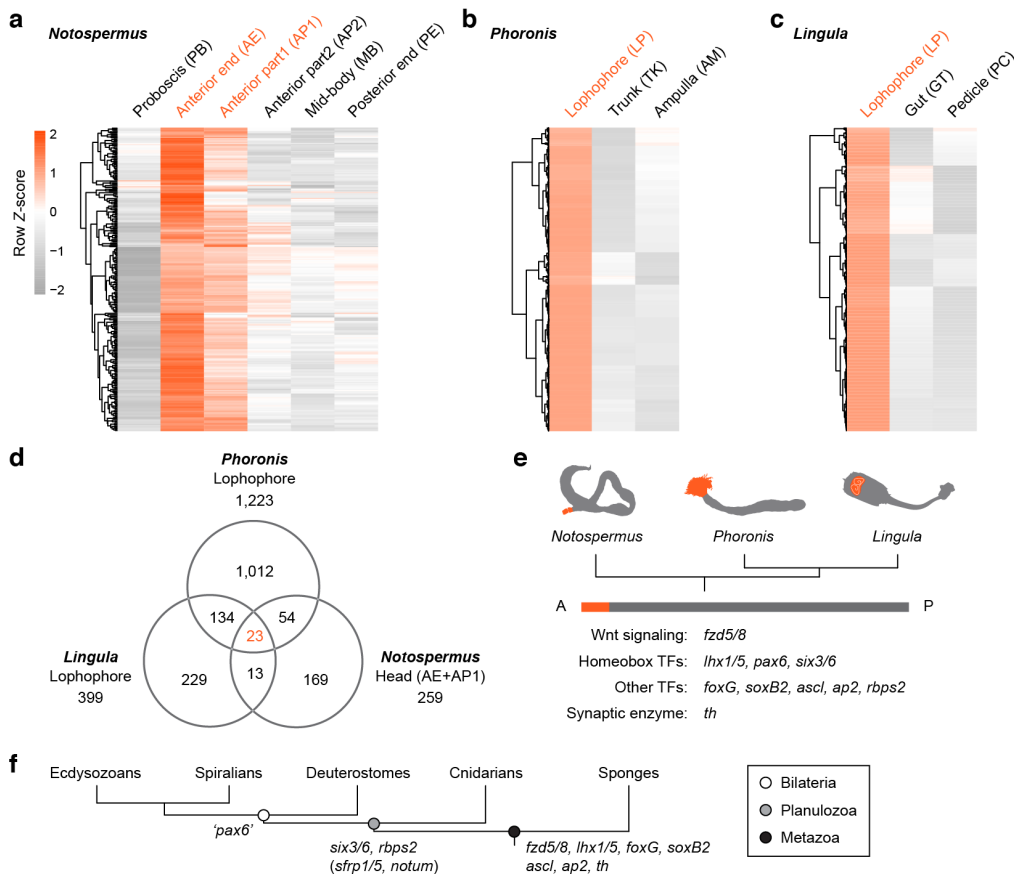 a
Notospermus
Proboscis (PB)
Anterior end (AE)
Anterior part1 (AP1)
Anterior part2 (AP2)
Mid-body (MB)
Posterior end (PE)
Row Z-score
2
1
0
−1
−2
b
Phoronis
Lophophore (LP)
Trunk (TK)
Ampulla (AM)
c
Lingula
Lophophore (LP)
Gut (GT)
Pedicle (PC)
d
Phoronis
Lophophore
1,223
1,012
134
54
23
Lingula
Lophophore
399
229
13
169
Notospermus
Head (AE+AP1)
259
e
Notospermus
Phoronis
Lingula
A
P
Wnt signaling: fzd5/8
Homeobox TFs: lhx1/5, pax6, six3/6
Other TFs: foxG, soxB2, ascl, ap2, rbps2
Synaptic enzyme: th
f
Ecdysozoans
Spiralians
Deuterostomes
Cnidarians
Sponges
'pax6'
six3/6, rbps2
(sfrp1/5, notum)
fzd5/8, lhx1/5, foxG, soxB2
ascl, ap2, th
Bilateria
Planulozoa
Metazoa